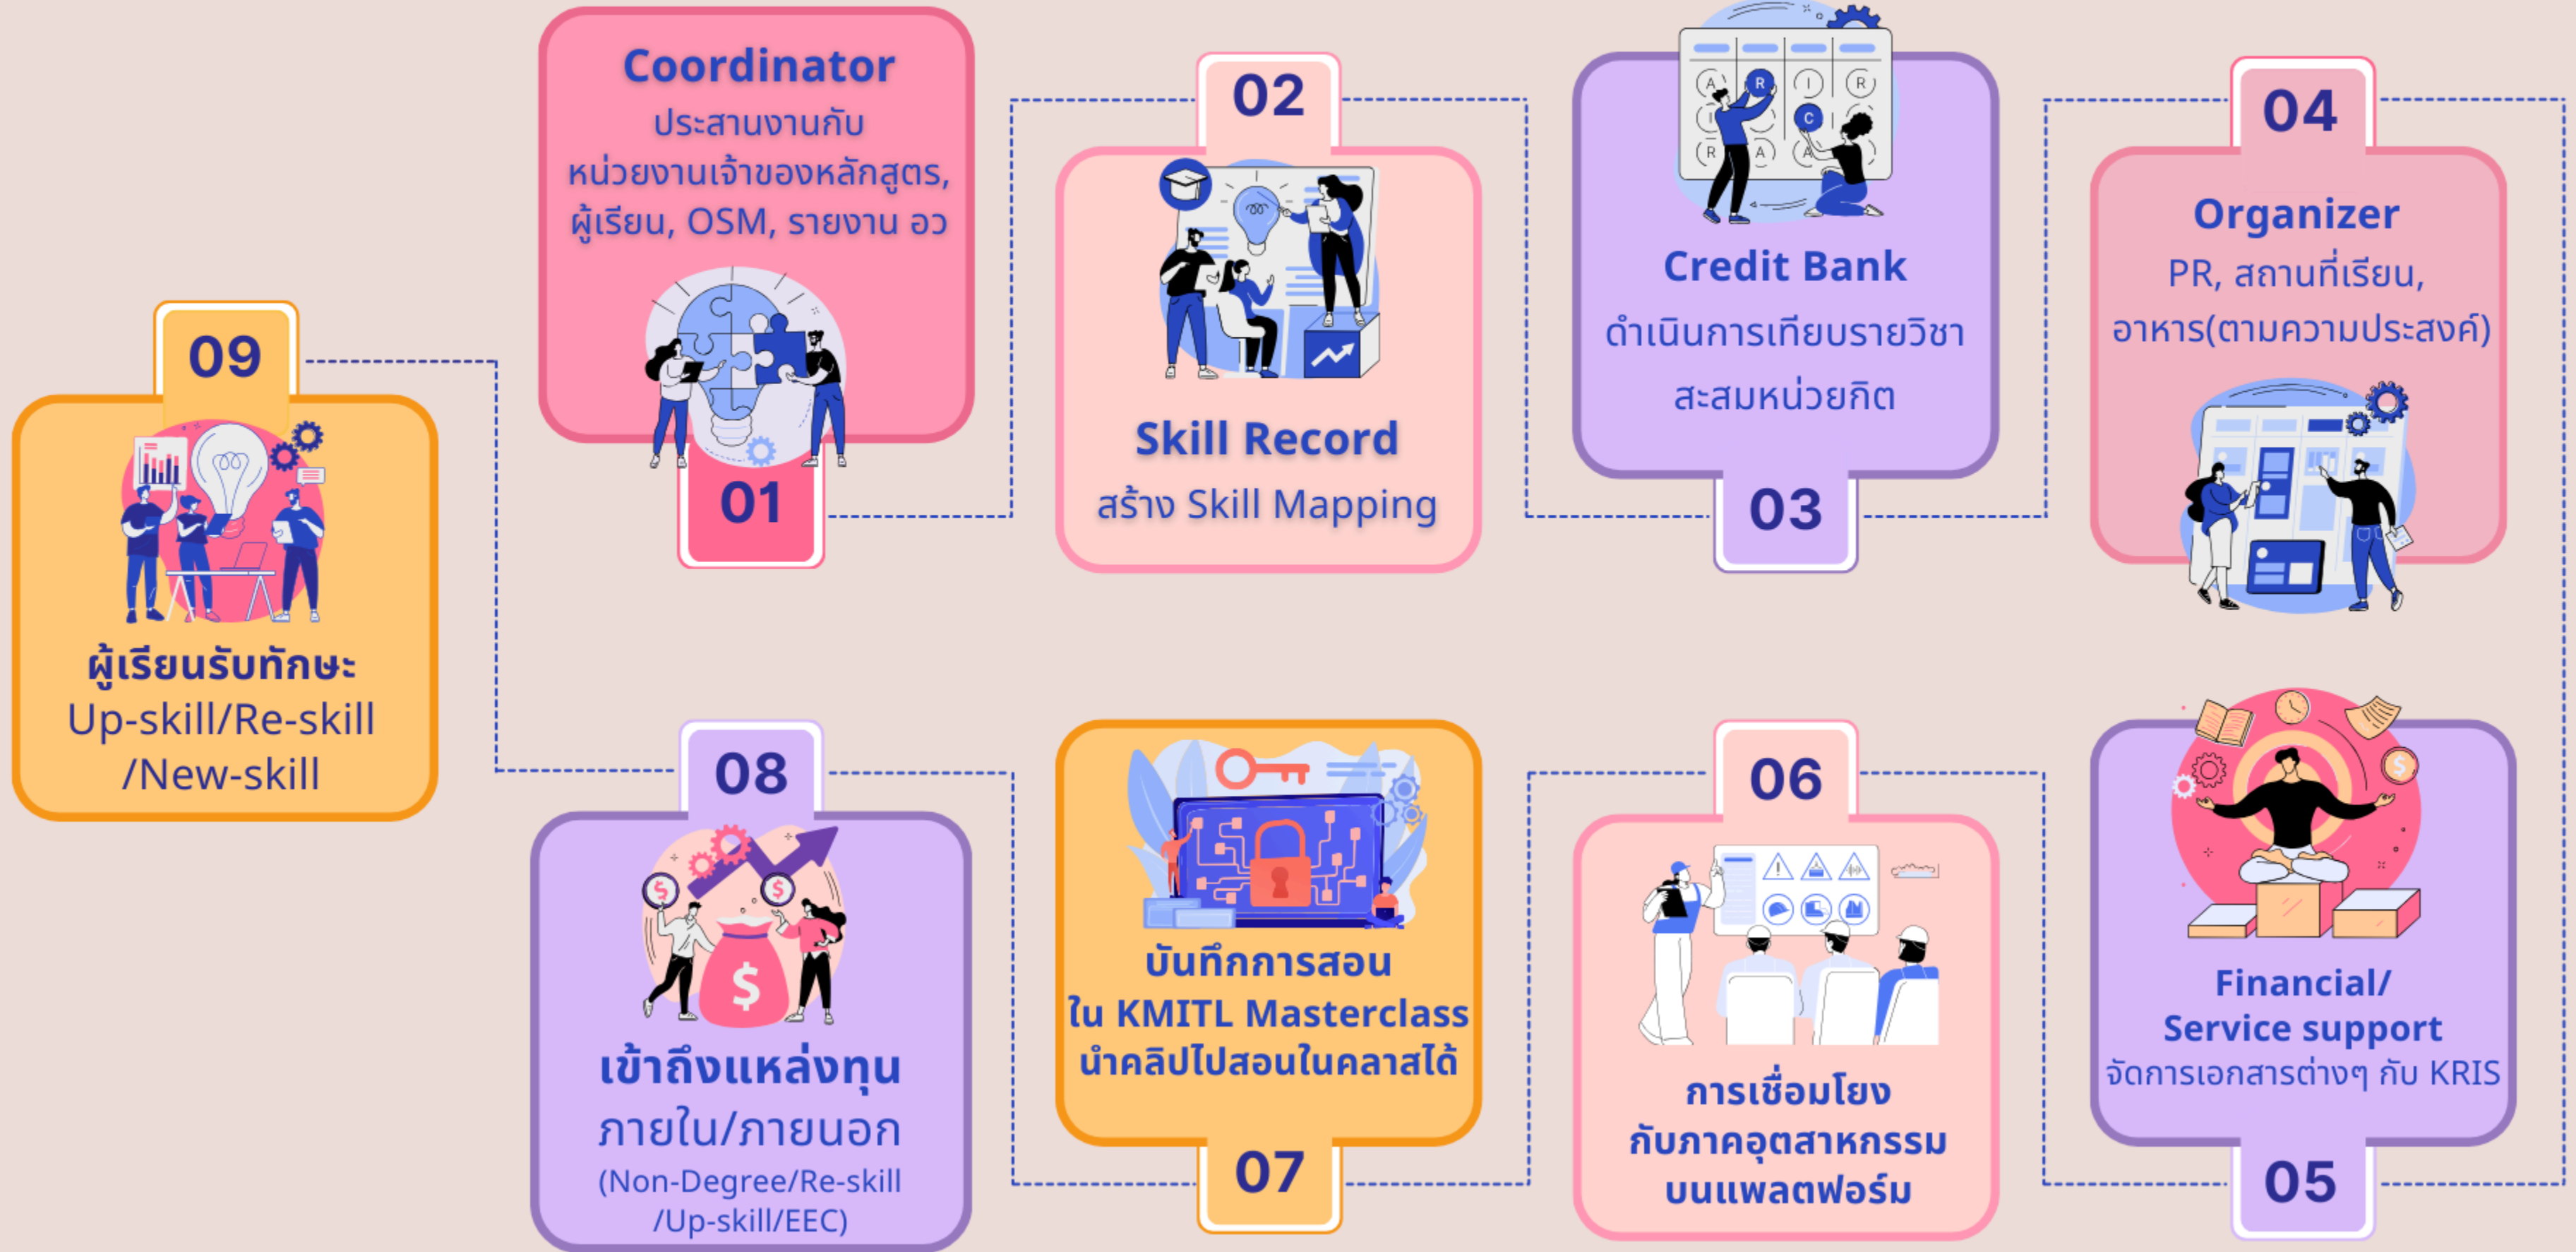 Coordinator
ประสานงานกับ
หน่วยงานเจ้าของหลักสูตร,
ผู้เรียน, OSM, รายงาน อว
01
02
Skill Record
สร้าง Skill Mapping
A R I R
I C
R A A
Credit Bank
ดำเนินการเทียบรายวิชา
สะสมหน่วยกิต
03
04
Organizer
PR, สถานที่เรียน,
อาหาร(ตามความประสงค์)
Financial/
Service support
จัดการเอกสารต่างๆ กับ KRIS
05
06
การเชื่อมโยง
กับภาคอุตสาหกรรม
บนแพลตฟอร์ม
บันทึกการสอน
ใน KMITL Masterclass
นำคลิปไปสอนในคลาสได้
07
08
เข้าถึงแหล่งทุน
ภายใน/ภายนอก
(Non-Degree/Re-skill
/Up-skill/EEC)
09
ผู้เรียนรับทักษะ
Up-skill/Re-skill
/New-skill